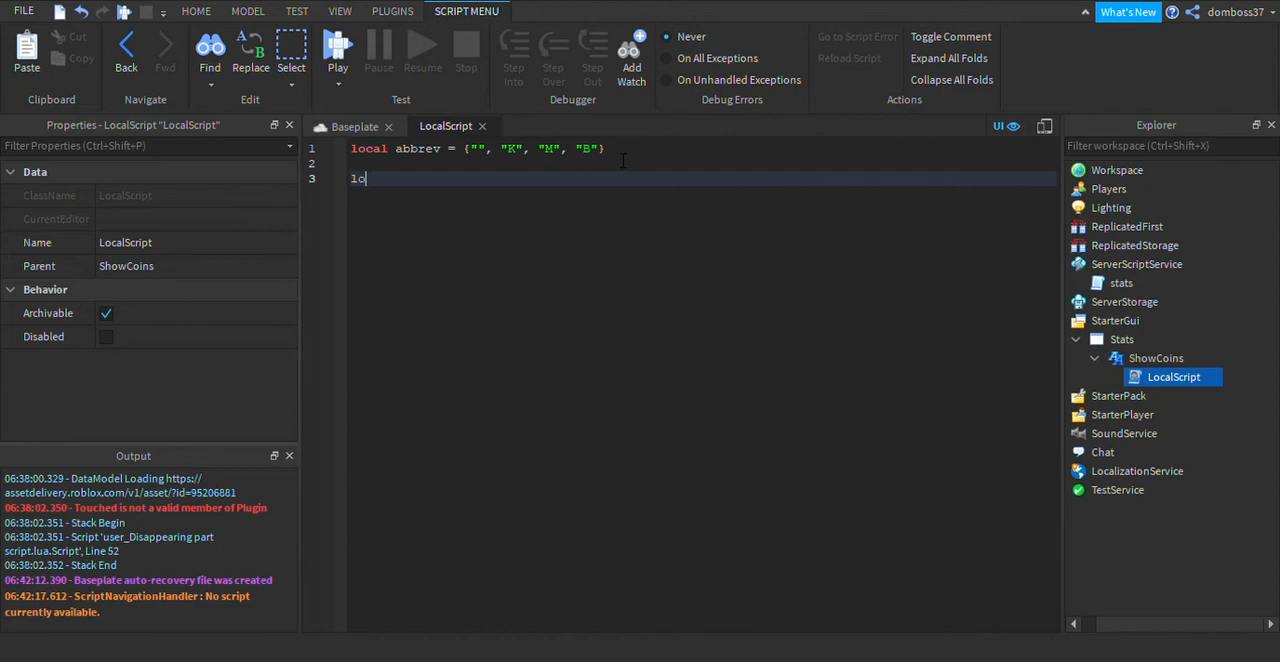 FILE HOME MODEL TEST VIEW PLUGINS SCRIPT MENU What's New domboss37
Paste Cut Copy Back Fwd Find Replace Select Play Pause Resume Stop Step Into Step Over Step Out Add Watch Never On All Exceptions On Unhandled Exceptions Go to Script Error Reload Script Toggle Comment Expand All Folds Collapse All Folds
Clipboard Navigate Edit Test Debugger Debug Errors Actions
Properties - LocalScript "LocalScript"
Filter Properties (Ctrl+Shift+P)
Data
ClassName LocalScript
CurrentEditor
Name LocalScript
Parent ShowCoins
Behavior
Archivable
Disabled
Output
06:38:00.329 - DataModel Loading https://
assetdelivery.roblox.com/v1/asset/?id=95206881
06:38:02.350 - Touched is not a valid member of Plugin
06:38:02.351 - Stack Begin
06:38:02.351 - Script 'user_Disappearing part
script.lua.Script', Line 52
06:38:02.352 - Stack End
06:42:12.390 - Baseplate auto-recovery file was created
06:42:17.612 - ScriptNavigationHandler : No script
currently available.
Baseplate LocalScript UI
1 local abbrev = {"", "K", "M", "B"}
2
3 lo
Explorer
Filter workspace (Ctrl+Shift+X)
Workspace
Players
Lighting
ReplicatedFirst
ReplicatedStorage
ServerScriptService
stats
ServerStorage
StarterGui
Stats
ShowCoins
LocalScript
StarterPack
StarterPlayer
SoundService
Chat
LocalizationService
TestService